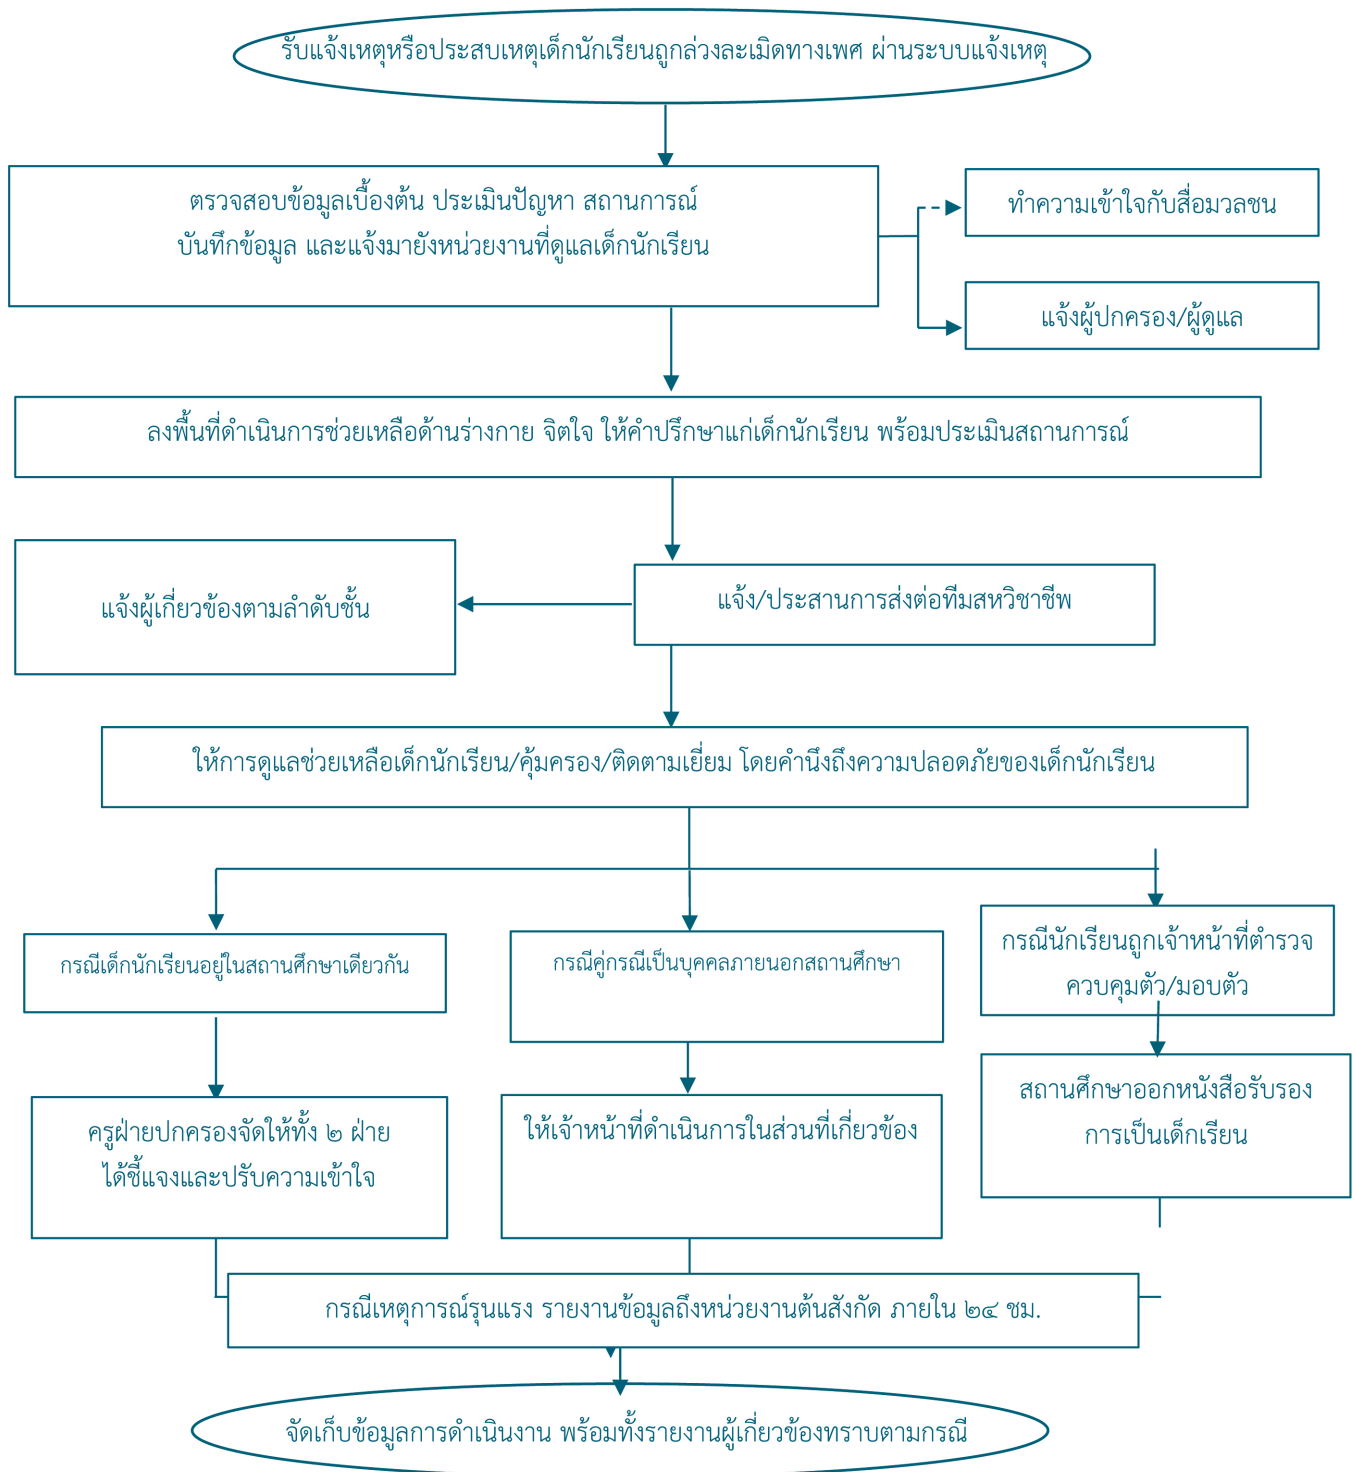 รับแจ้งเหตุหรือประสบเหตุเด็กนักเรียนถูกล่วงละเมิดทางเพศ ผ่านระบบแจ้งเหตุ
ตรวจสอบข้อมูลเบื้องต้น ประเมินปัญหา สถานการณ์
บันทึกข้อมูล และแจ้งมายังหน่วยงานที่ดูแลเด็กนักเรียน
ทำความเข้าใจกับสื่อมวลชน
แจ้งผู้ปกครอง/ผู้ดูแล
ลงพื้นที่ดำเนินการช่วยเหลือด้านร่างกาย จิตใจ ให้คำปรึกษาแก่เด็กนักเรียน พร้อมประเมินสถานการณ์
แจ้งผู้เกี่ยวข้องตามลำดับชั้น
แจ้ง/ประสานการส่งต่อทีมสหวิชาชีพ
ให้การดูแลช่วยเหลือเด็กนักเรียน/คุ้มครอง/ติดตามเยี่ยม โดยคำนึงถึงความปลอดภัยของเด็กนักเรียน
กรณีเด็กนักเรียนอยู่ในสถานศึกษาเดียวกัน
กรณีคู่กรณีเป็นบุคคลภายนอกสถานศึกษา
กรณีนักเรียนถูกเจ้าหน้าที่ตำรวจ
ควบคุมตัว/มอบตัว
ครูฝ่ายปกครองจัดให้ทั้ง ๒ ฝ่าย
ได้ชี้แจงและปรับความเข้าใจ
ให้เจ้าหน้าที่ดำเนินการในส่วนที่เกี่ยวข้อง
สถานศึกษาออกหนังสือรับรอง
การเป็นเด็กเรียน
กรณีเหตุการณ์รุนแรง รายงานข้อมูลถึงหน่วยงานต้นสังกัด ภายใน ๒๔ ชม.
จัดเก็บข้อมูลการดำเนินงาน พร้อมทั้งรายงานผู้เกี่ยวข้องทราบตามกรณี